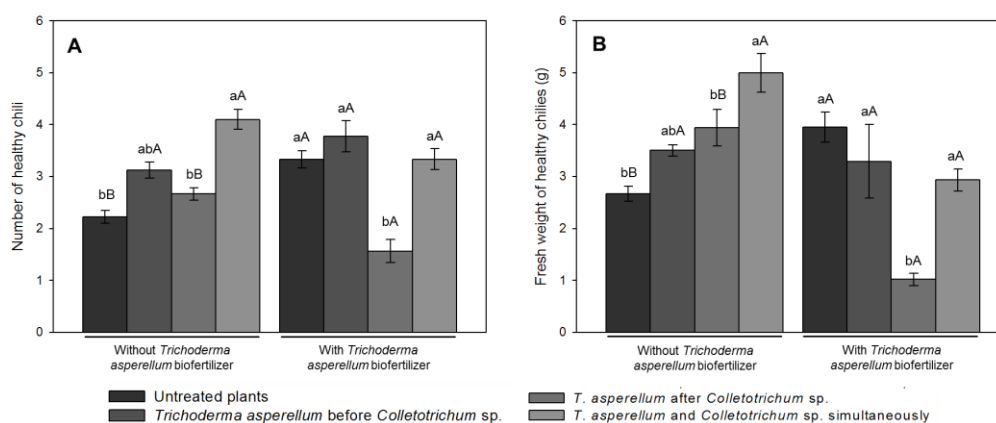 A
Number of healthy chili
6
5
4
3
2
1
0
bB
abA
bB
aA
aA
aA
bA
aA
Without Trichoderma
asperellum biofertilizer
With Trichoderma
asperellum biofertilizer
B
Fresh weight of healthy chilies (g)
6
5
4
3
2
1
0
bB
abA
bB
aA
aA
aA
bA
aA
Without Trichoderma
asperellum biofertilizer
With Trichoderma
asperellum biofertilizer
Untreated plants
Trichoderma asperellum before Colletotrichum sp.
T. asperellum after Colletotrichum sp.
T. asperellum and Colletotrichum sp. simultaneously